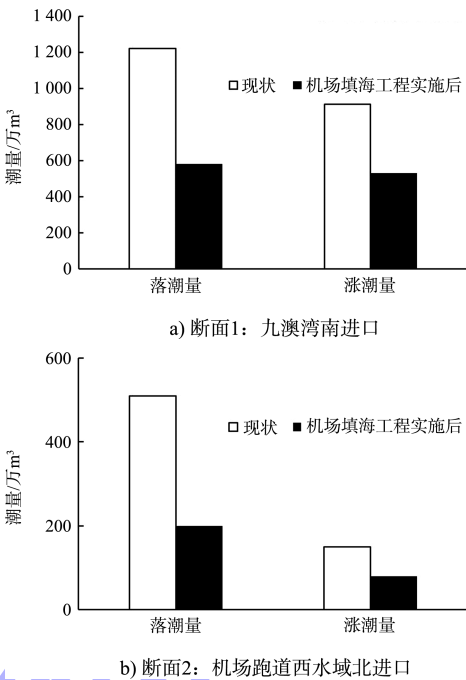 1 400
1 200
1 000
800
600
400
200
0
潮量/万m³
□现状 ■机场填海工程实施后
落潮量 涨潮量
a) 断面1：九澳湾南进口
600
400
200
0
潮量/万m³
□现状 ■机场填海工程实施后
落潮量 涨潮量
b) 断面2：机场跑道西水域北进口